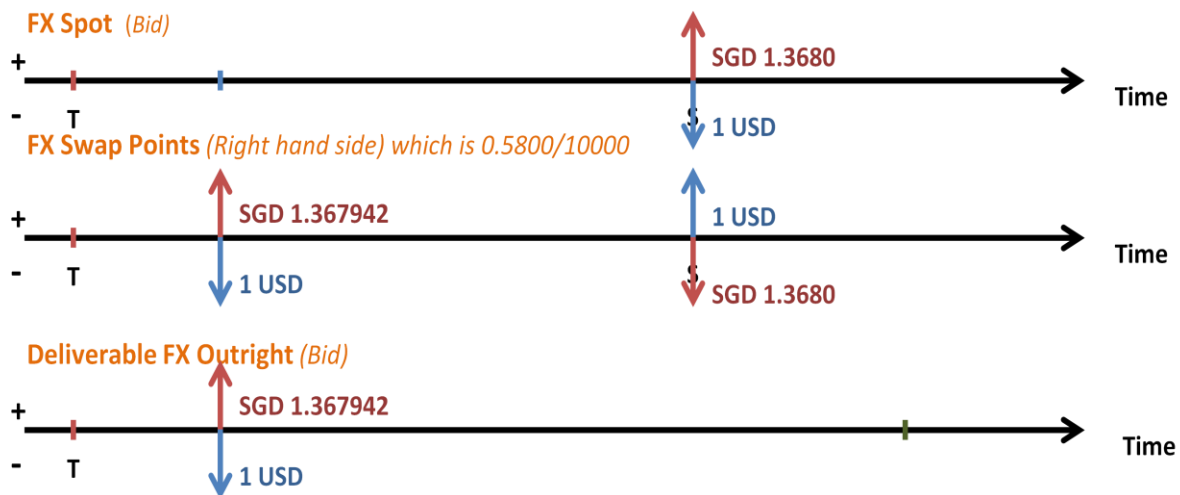 FX Spot (Bid)
SGD 1.3680
+
Time
- T S 1 USD
FX Swap Points (Right hand side) which is 0.5800/10000
SGD 1.367942 1 USD
+
Time
- T 1 USD S SGD 1.3680
Deliverable FX Outright (Bid)
SGD 1.367942
+
Time
- T 1 USD